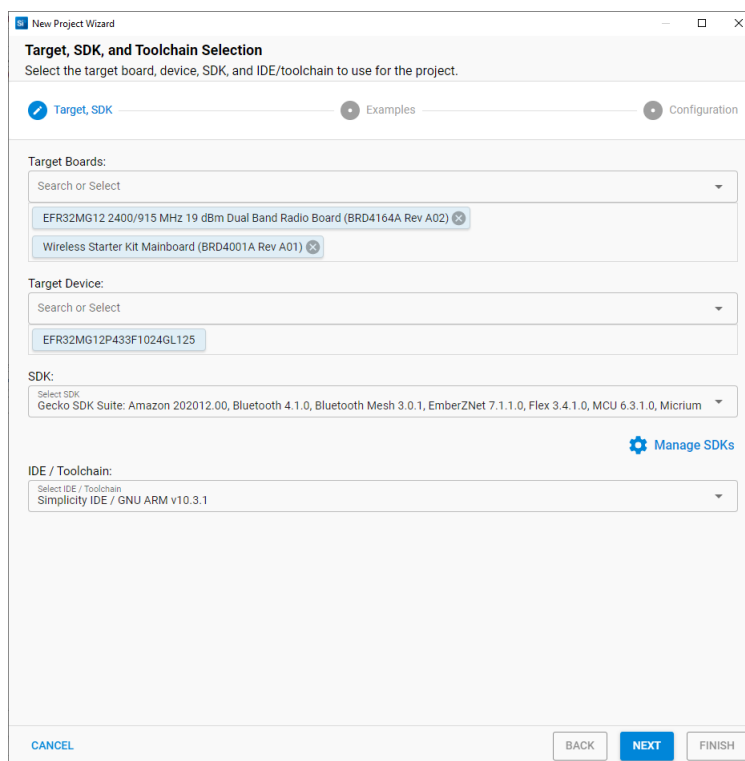 Si New Project Wizard
Target, SDK, and Toolchain Selection
Select the target board, device, SDK, and IDE/toolchain to use for the project.
Target, SDK
Examples
Configuration
Target Boards:
Search or Select
EFR32MG12 2400/915 MHz 19 dBm Dual Band Radio Board (BRD4164A Rev A02)
Wireless Starter Kit Mainboard (BRD4001A Rev A01)
Target Device:
Search or Select
EFR32MG12P433F1024GL125
SDK:
Select SDK
Gecko SDK Suite: Amazon 202012.00, Bluetooth 4.1.0, Bluetooth Mesh 3.0.1, EmberZNet 7.1.1.0, Flex 3.4.1.0, MCU 6.3.1.0, Micrium
Manage SDKs
IDE / Toolchain:
Select IDE / Toolchain
Simplicity IDE / GNU ARM v10.3.1
CANCEL
BACK
NEXT
FINISH